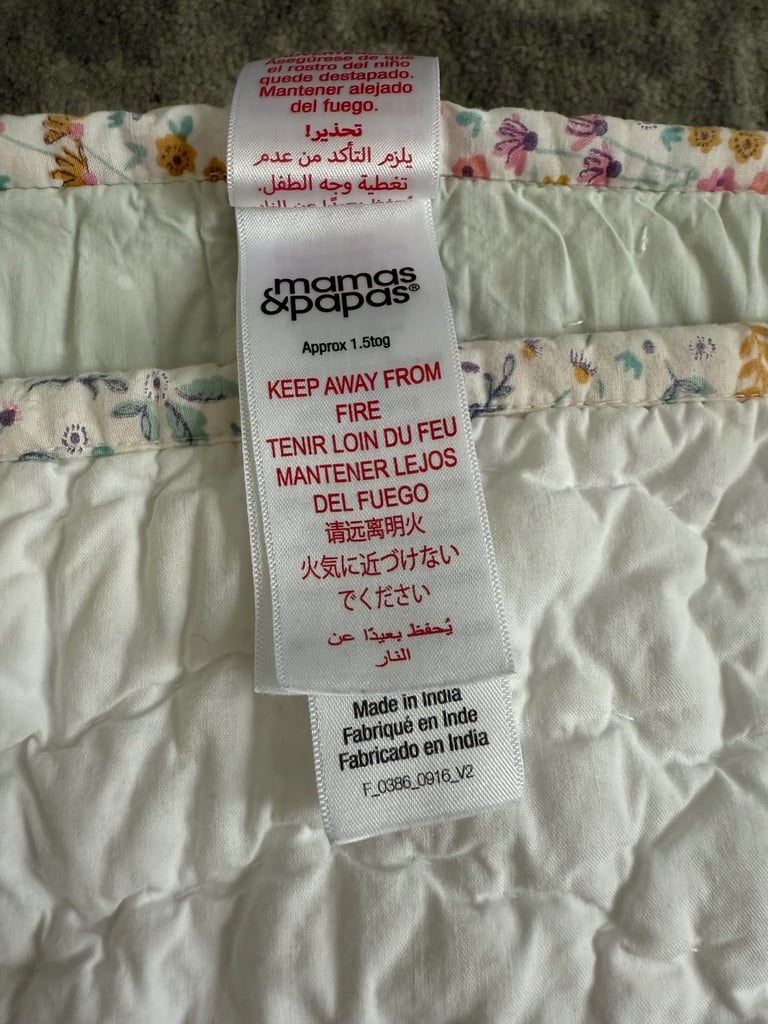 Asegúrese de que
el rostro del niño
quede destapado.
Mantener alejado
del fuego.
تحذير!
يلزم التأكد من عدم
تغطية وجه الطفل.
mamas
&papas®
Approx 1.5tog
KEEP AWAY FROM
FIRE
TENIR LOIN DU FEU
MANTENER LEJOS
DEL FUEGO
请远离明火
火気に近づけない
でください
يُحفظ بعيدًا عن
النار
Made in India
Fabriqué en Inde
Fabricado en India
F_0386_0916_V2